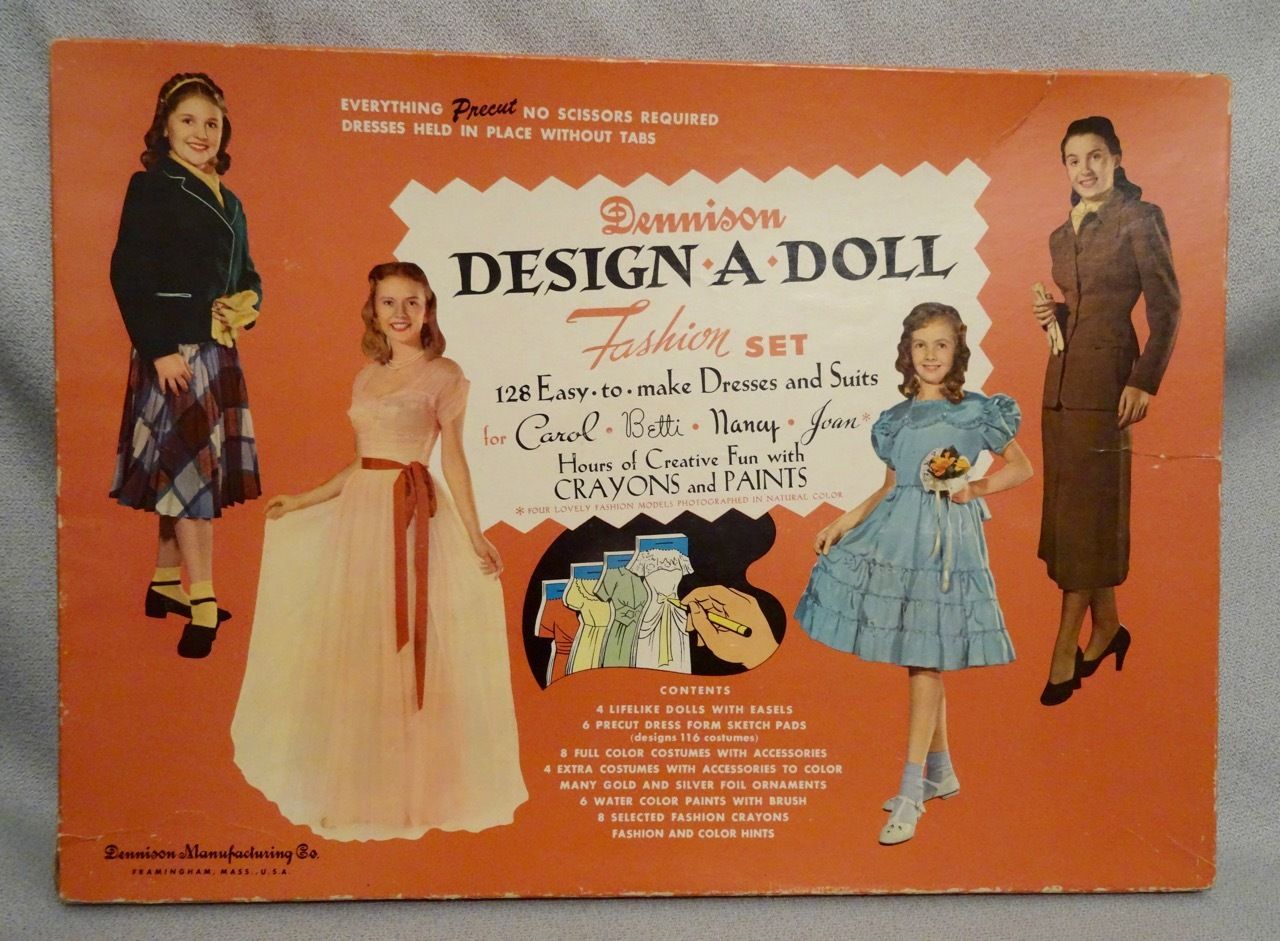 EVERYTHING Precut NO SCISSORS REQUIRED
DRESSES HELD IN PLACE WITHOUT TABS
Dennison
DESIGN·A·DOLL
Fashion SET
128 Easy·to·make Dresses and Suits
for Carol · Betti · Nancy · Joan*
Hours of Creative Fun with
CRAYONS and PAINTS
* FOUR LOVELY FASHION MODELS PHOTOGRAPHED IN NATURAL COLOR
CONTENTS
4 LIFELIKE DOLLS WITH EASELS
6 PRECUT DRESS FORM SKETCH PADS
(designs 116 costumes)
8 FULL COLOR COSTUMES WITH ACCESSORIES
4 EXTRA COSTUMES WITH ACCESSORIES TO COLOR
MANY GOLD AND SILVER FOIL ORNAMENTS
6 WATER COLOR PAINTS WITH BRUSH
8 SELECTED FASHION CRAYONS
FASHION AND COLOR HINTS
Dennison Manufacturing Co.
FRAMINGHAM, MASS., U.S.A.